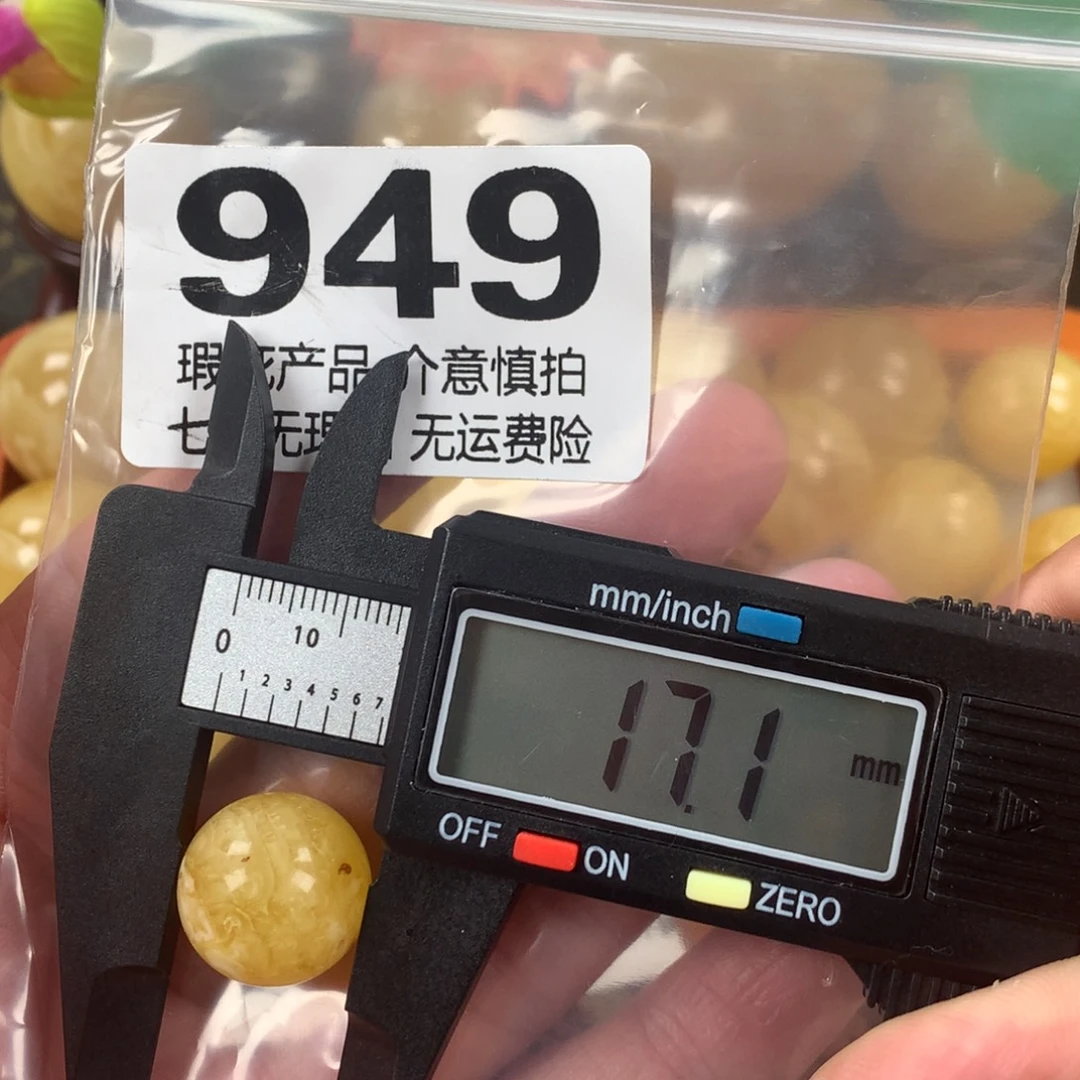 949
瑕 产品 介意慎拍
七 无理 无运费险
mm/inch
0 10
1 2 3 4 5 6 7
17.1 mm
OFF ON ZERO